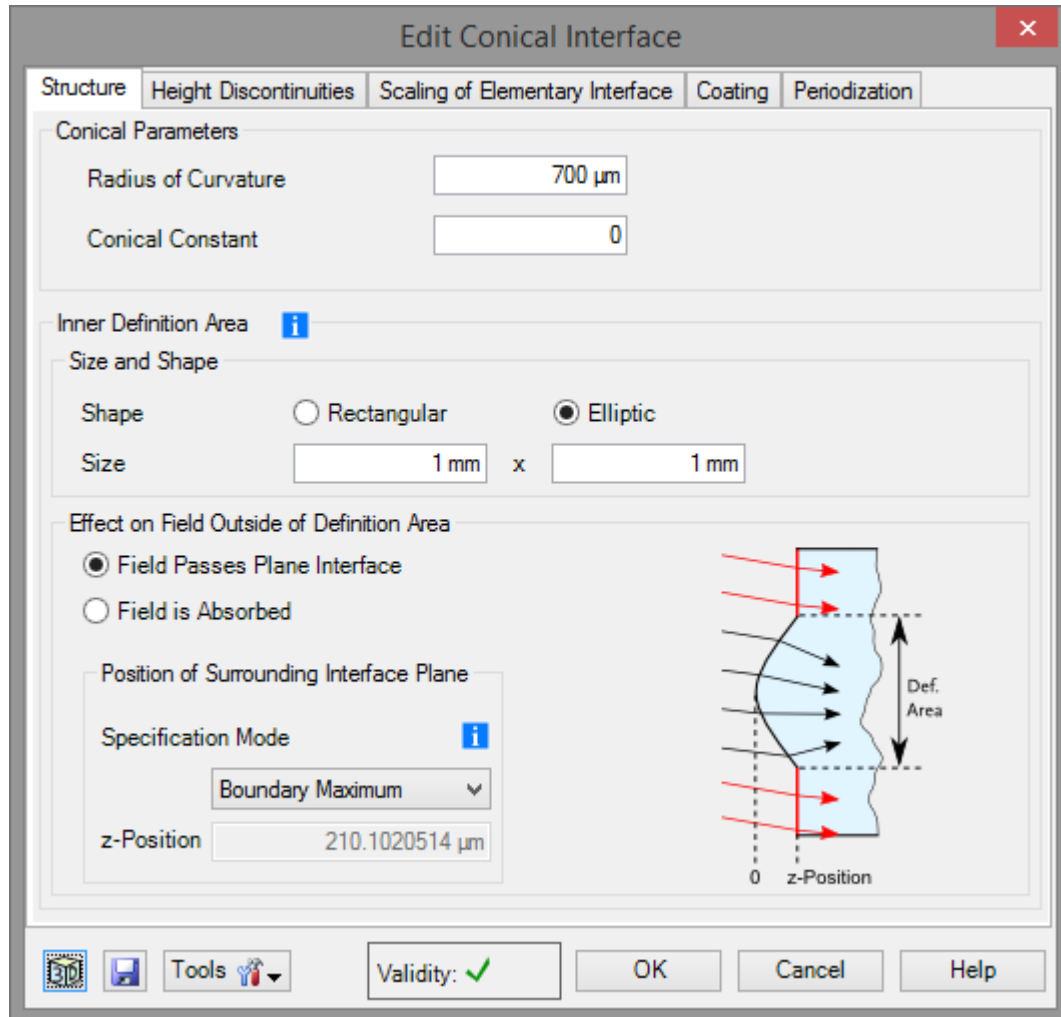 Edit Conical Interface
Structure Height Discontinuities Scaling of Elementary Interface Coating Periodization
Conical Parameters
Radius of Curvature 700 µm
Conical Constant 0
Inner Definition Area i
Size and Shape
Shape Rectangular Elliptic
Size 1 mm x 1 mm
Effect on Field Outside of Definition Area
Field Passes Plane Interface
Field is Absorbed
Position of Surrounding Interface Plane
Specification Mode i
Boundary Maximum
z-Position 210.1020514 µm
Def.
Area
0 z-Position
3D Tools Validity: OK Cancel Help